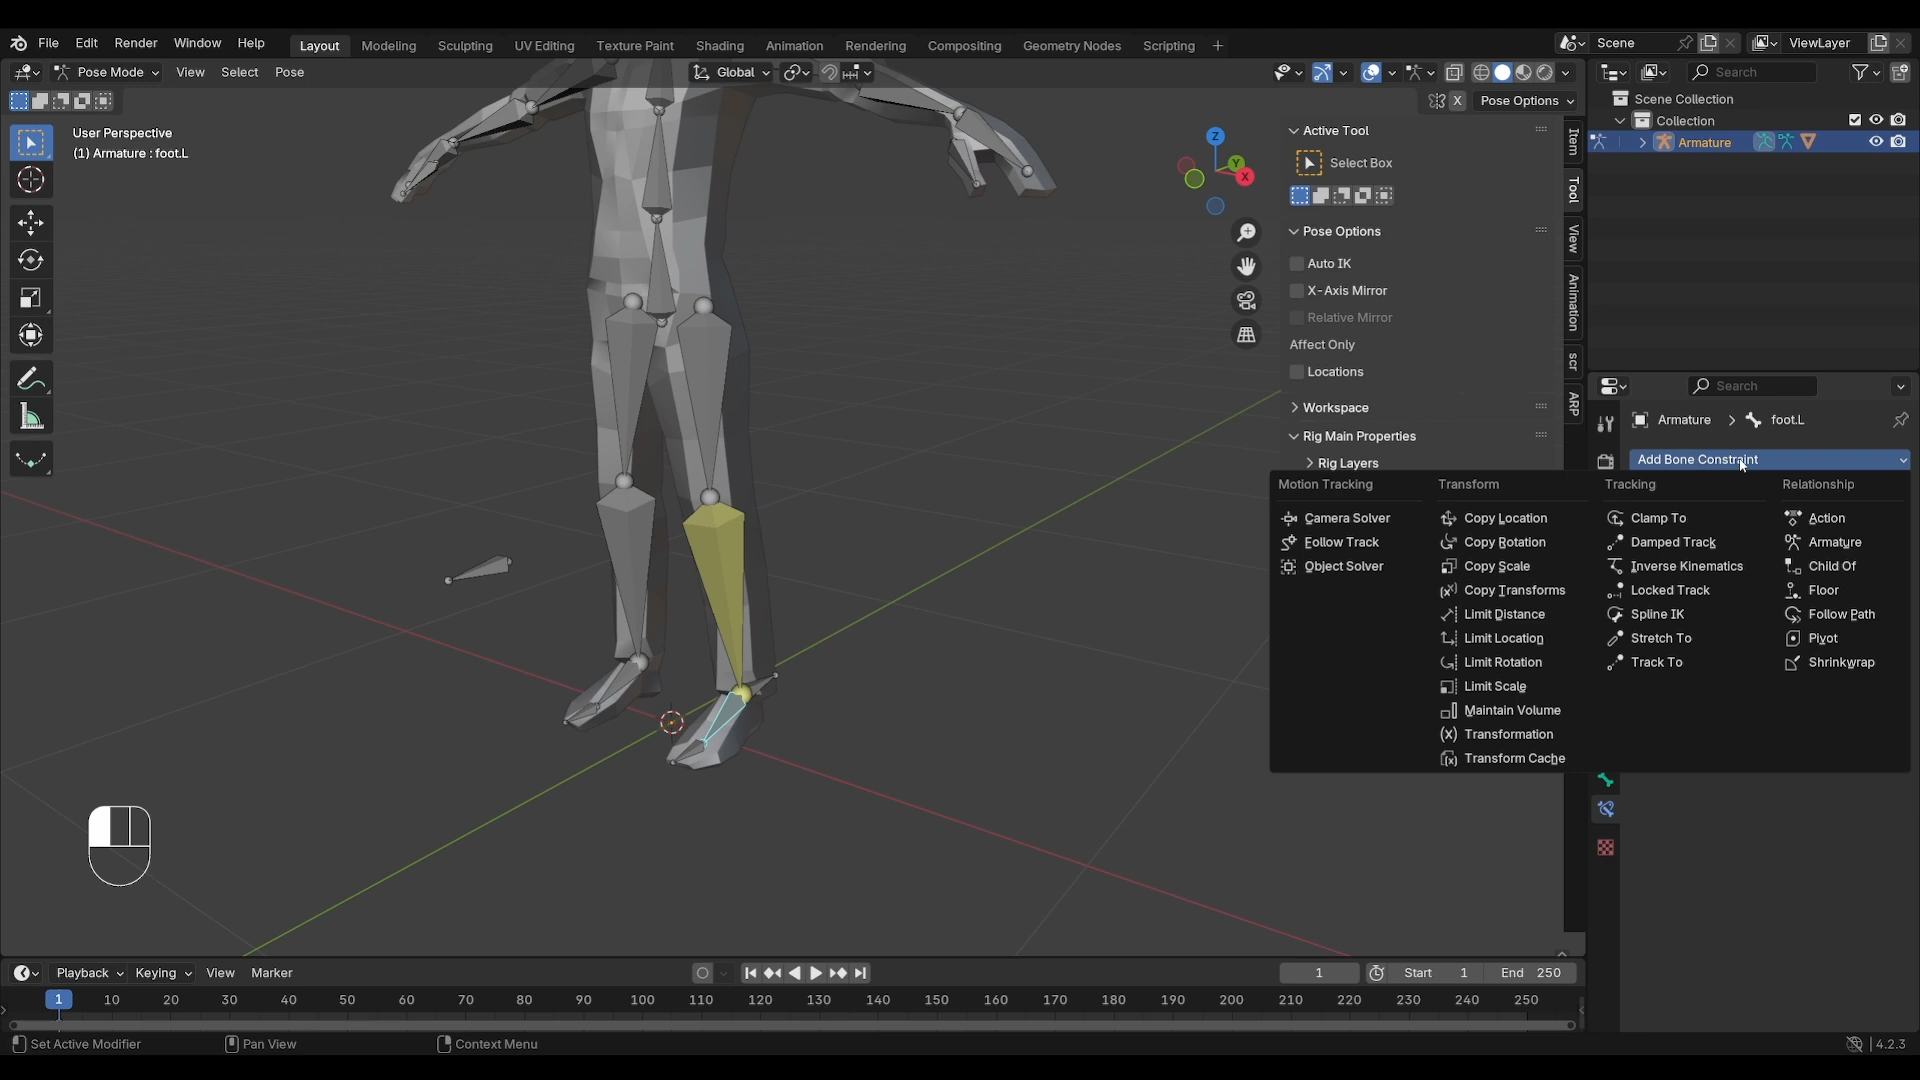 File Edit Render Window Help
Layout Modeling Sculpting UV Editing Texture Paint Shading Animation Rendering Compositing Geometry Nodes Scripting +
Scene
ViewLayer
Pose Mode View Select Pose
Global
Search
X Pose Options
User Perspective
(1) Armature : foot.L
Scene Collection
Collection
Armature
Z
Y
X
Active Tool
Select Box
Pose Options
Auto IK
X-Axis Mirror
Relative Mirror
Affect Only
Locations
Workspace
Rig Main Properties
Rig Layers
Item
Tool
View
Animation
scr
ARP
Search
Armature > foot.L
Add Bone Constraint
Motion Tracking
Camera Solver
Follow Track
Object Solver
Transform
Copy Location
Copy Rotation
Copy Scale
Copy Transforms
Limit Distance
Limit Location
Limit Rotation
Limit Scale
Maintain Volume
Transformation
Transform Cache
Tracking
Clamp To
Damped Track
Inverse Kinematics
Locked Track
Spline IK
Stretch To
Track To
Relationship
Action
Armature
Child Of
Floor
Follow Path
Pivot
Shrinkwrap
Playback Keying View Marker
1
Start 1
End 250
1 10 20 30 40 50 60 70 80 90 100 110 120 130 140 150 160 170 180 190 200 210 220 230 240 250
Set Active Modifier
Pan View
Context Menu
4.2.3